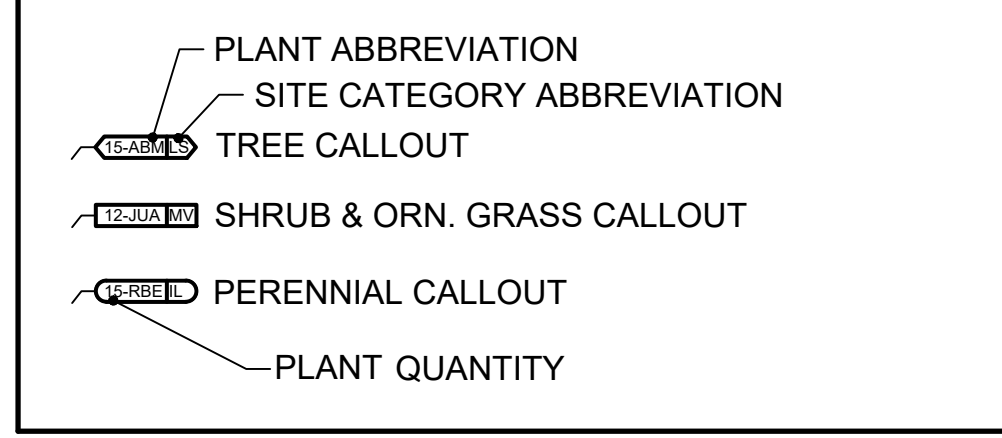 PLANT ABBREVIATION
SITE CATEGORY ABBREVIATION
15-ABM LS TREE CALLOUT
12-JUA MV SHRUB & ORN. GRASS CALLOUT
15-RBE IL PERENNIAL CALLOUT
PLANT QUANTITY